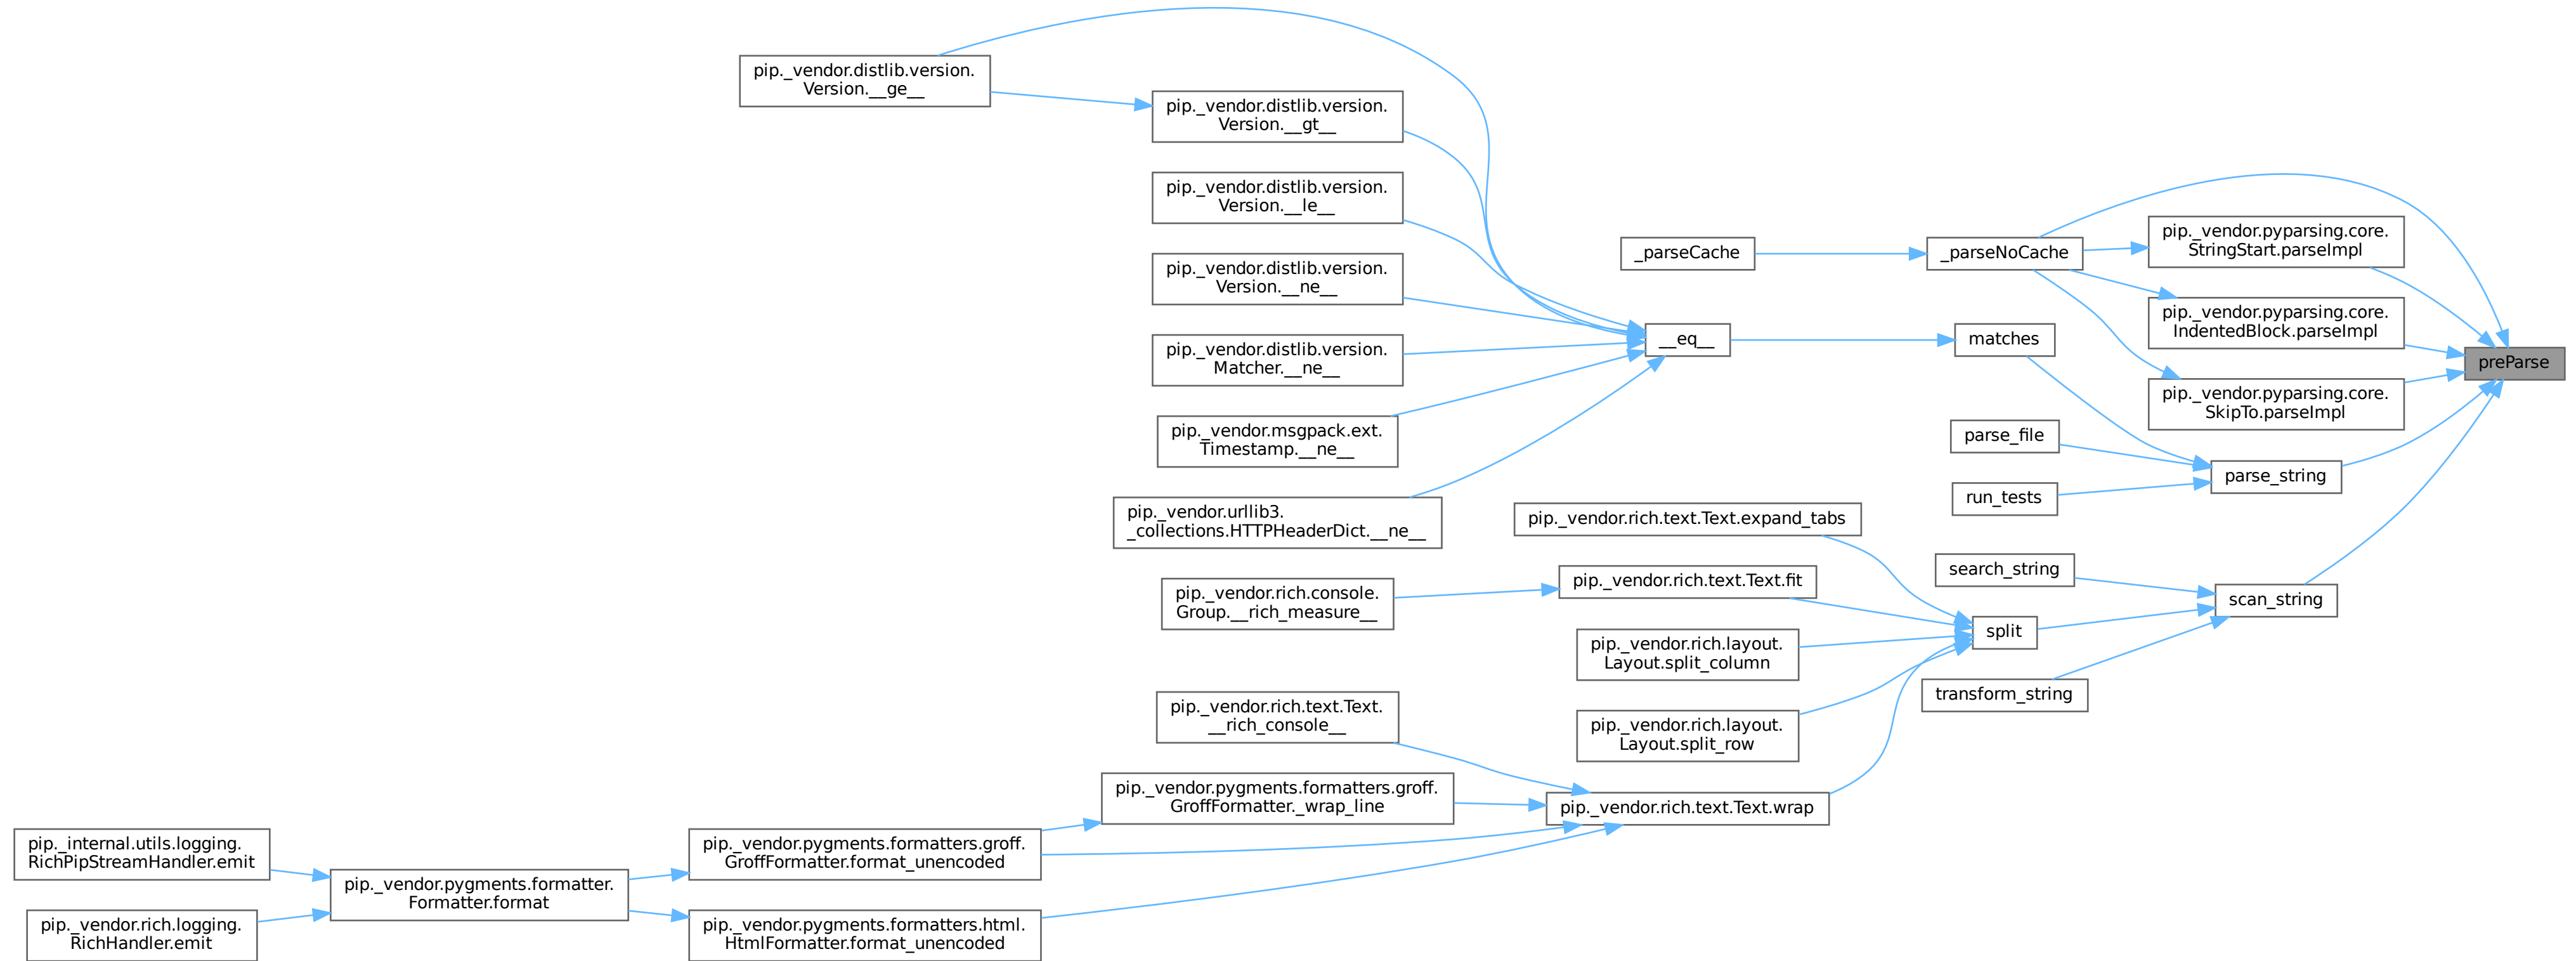 pip._vendor.distlib.version.
Version.__ge__
pip._vendor.distlib.version.
Version.__gt__
pip._vendor.distlib.version.
Version.__le__
pip._vendor.distlib.version.
Version.__ne__
pip._vendor.distlib.version.
Matcher.__ne__
pip._vendor.msgpack.ext.
Timestamp.__ne__
pip._vendor.urllib3.
_collections.HTTPHeaderDict.__ne__
__eq__
_parseCache
_parseNoCache
matches
pip._vendor.pyparsing.core.
StringStart.parseImpl
pip._vendor.pyparsing.core.
IndentedBlock.parseImpl
pip._vendor.pyparsing.core.
SkipTo.parseImpl
preParse
parse_file
run_tests
parse_string
search_string
split
transform_string
scan_string
pip._vendor.rich.text.Text.expand_tabs
pip._vendor.rich.text.Text.fit
pip._vendor.rich.console.
Group.__rich_measure__
pip._vendor.rich.layout.
Layout.split_column
pip._vendor.rich.layout.
Layout.split_row
pip._vendor.rich.text.Text.wrap
pip._vendor.rich.text.Text.
__rich_console__
pip._vendor.pygments.formatters.groff.
GroffFormatter._wrap_line
pip._vendor.pygments.formatters.groff.
GroffFormatter.format_unencoded
pip._vendor.pygments.formatters.html.
HtmlFormatter.format_unencoded
pip._vendor.pygments.formatter.
Formatter.format
pip._internal.utils.logging.
RichPipStreamHandler.emit
pip._vendor.rich.logging.
RichHandler.emit